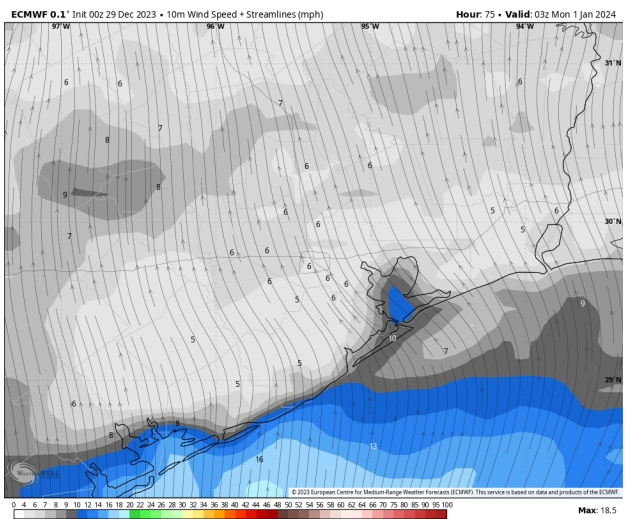 ECMWF 0.1° Init 00z 29 Dec 2023 • 10m Wind Speed + Streamlines (mph)
Hour: 75 • Valid: 03z Mon 1 Jan 2024
97°W 96°W 95°W 94°W
31°N
6 6 6
7
7
8
6 6
8
9
6 5 6
30°N
6 5
7
6 6
6 6
6 6
5 6
9
10
5
7
5
29°N
5
6
8
8
13
16
WeatherBELL
© 2023 European Centre for Medium-Range Weather Forecasts (ECMWF). This service is based on data and products of the ECMWF.
0 2 4 6 8 10 12 14 16 18 20 22 24 26 28 30 32 34 36 38 40 42 44 46 48 50 52 54 56 58 60 62 64 66 68 70 75 80 85 90 95 100
Max: 18.5